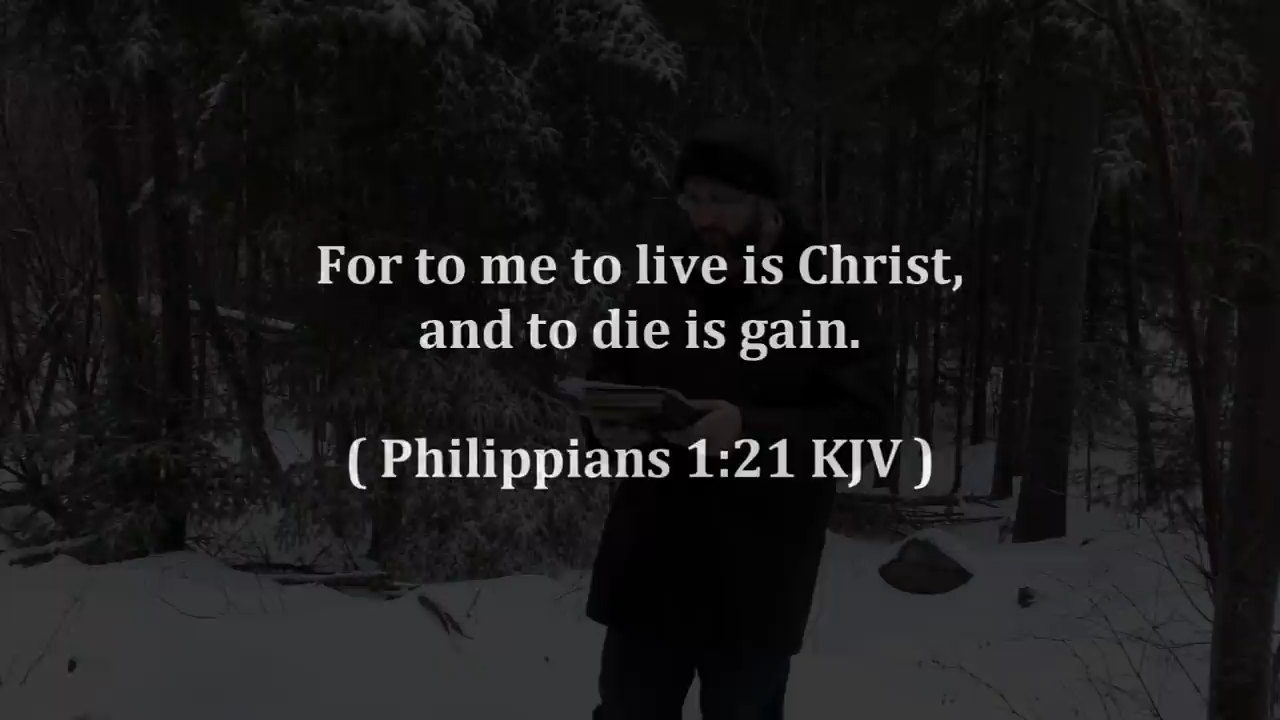 For to me to live is Christ,
and to die is gain.
( Philippians 1:21 KJV )